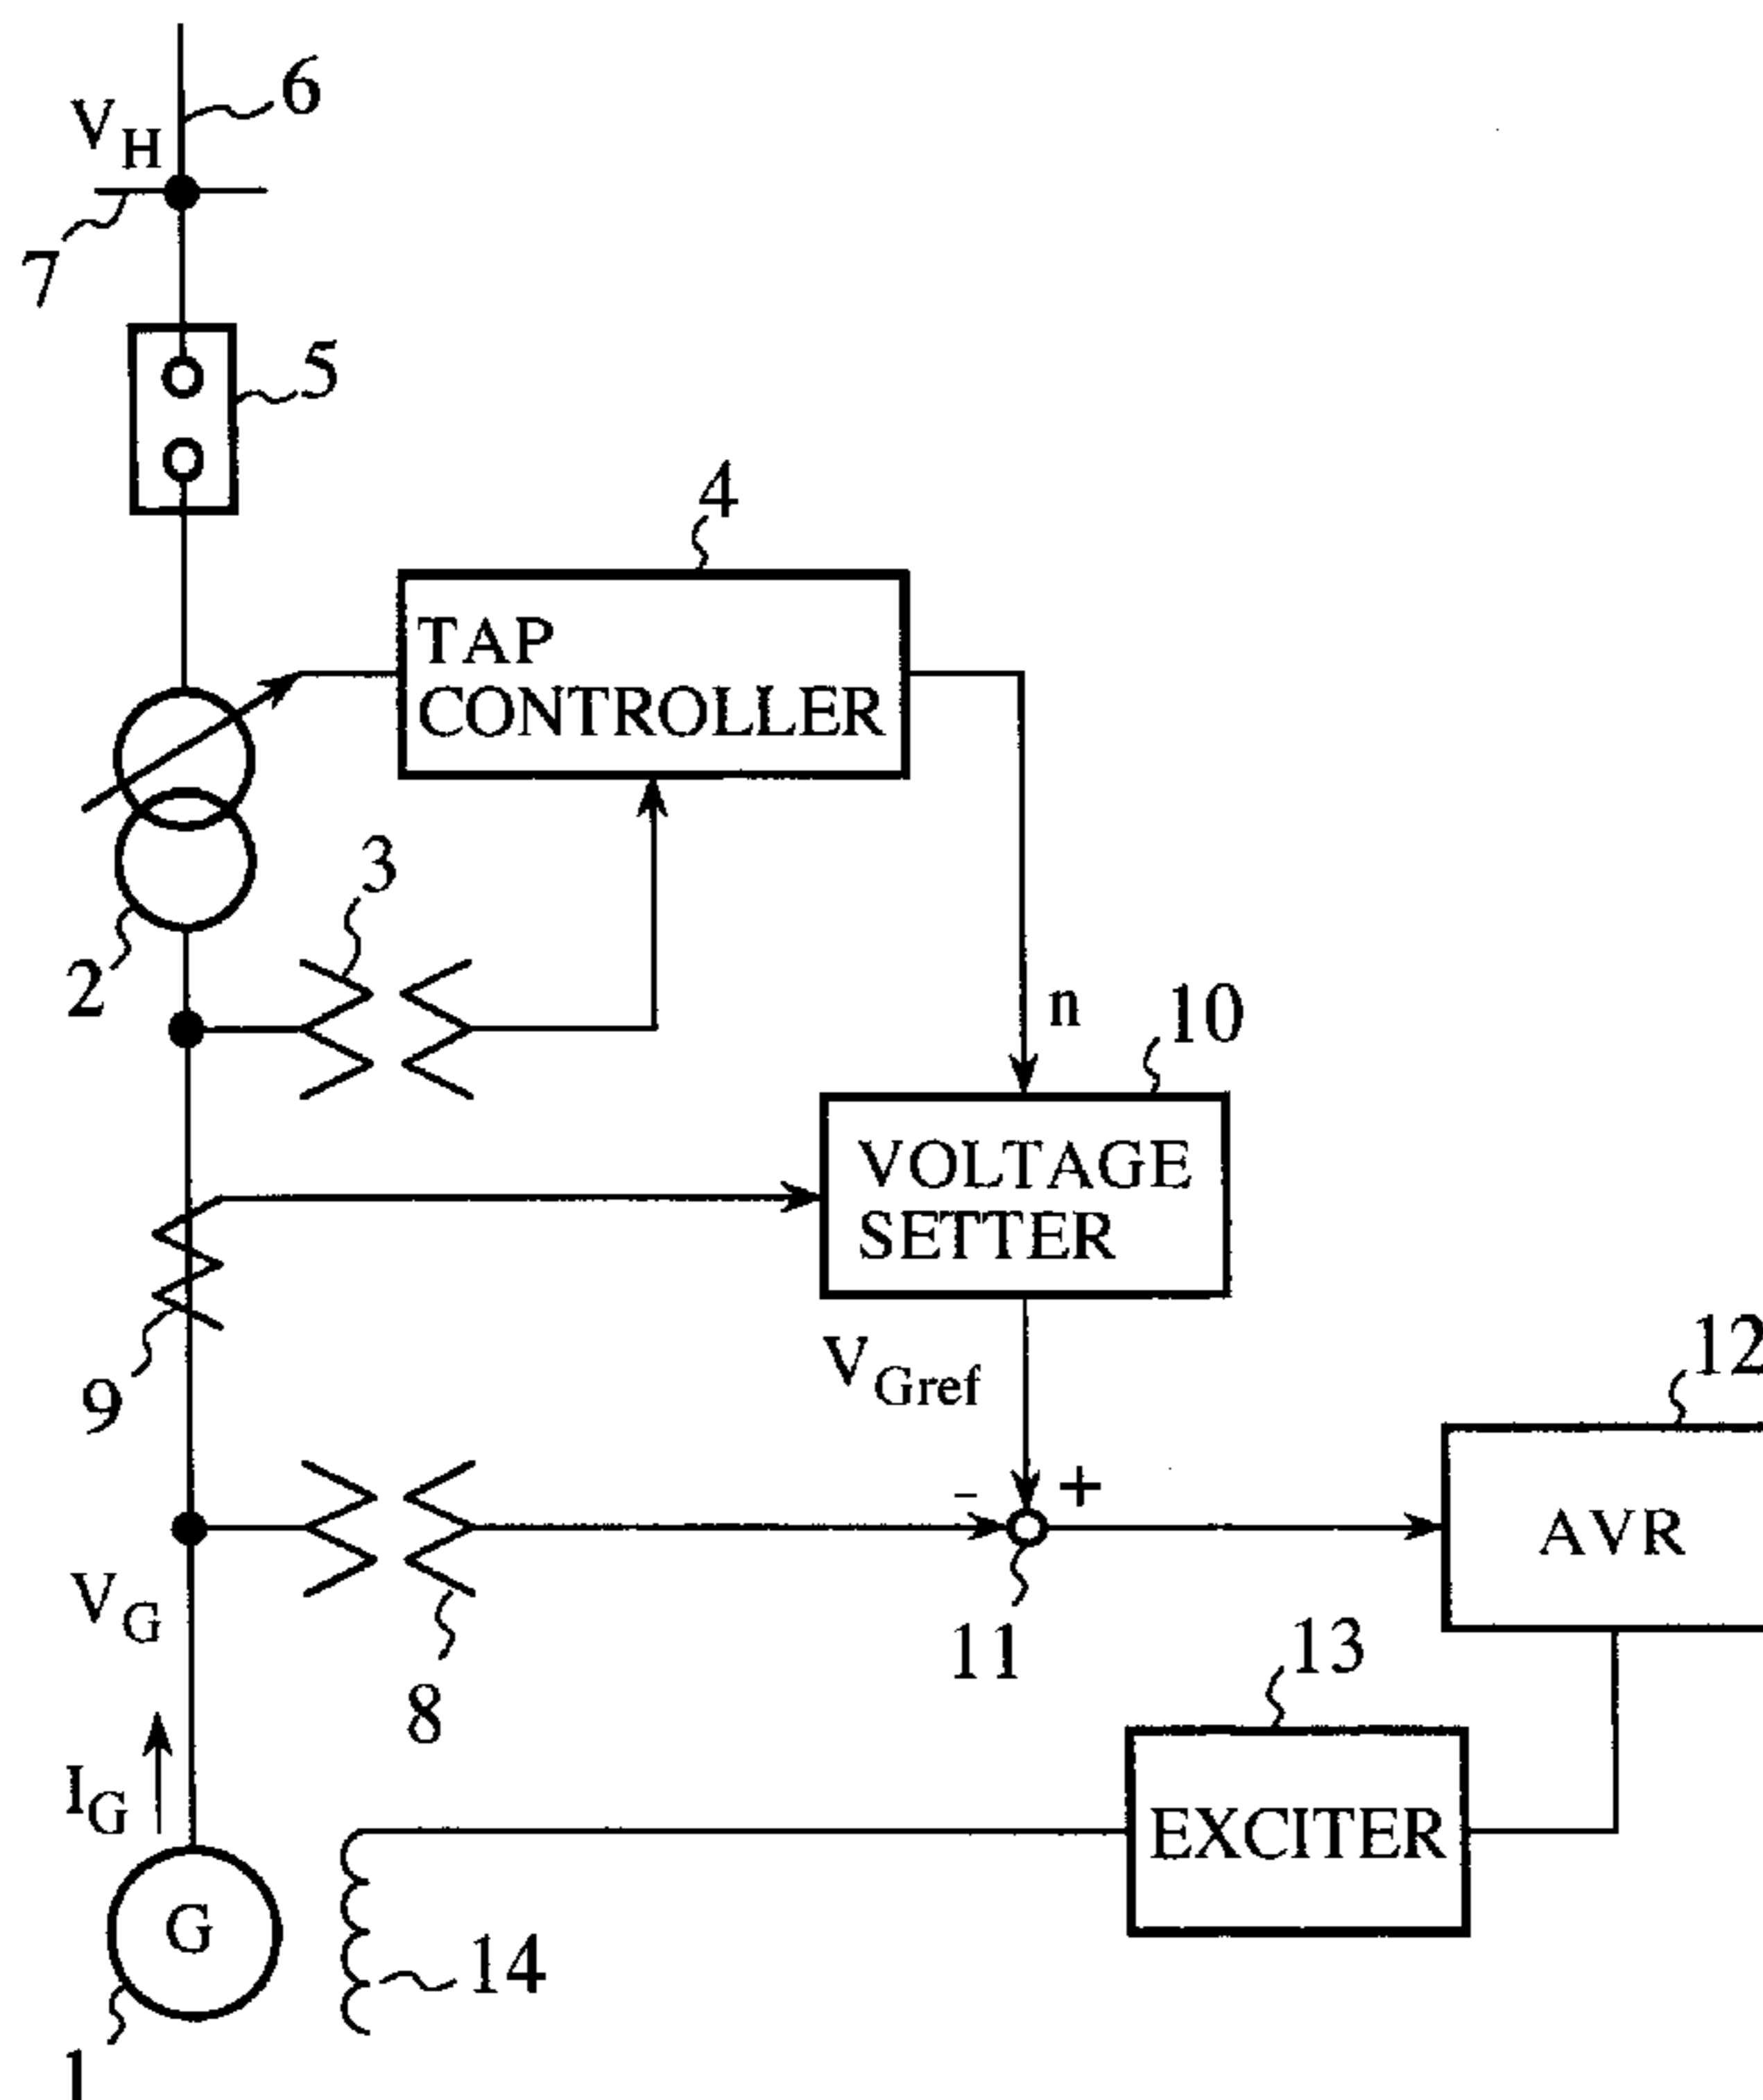 6
V_H
7
5
4
TAP
CONTROLLER
3
2
n
10
VOLTAGE
SETTER
9
V_Gref
12
- +
AVR
V_G
11
13
8
I_G
EXCITER
G
14
1